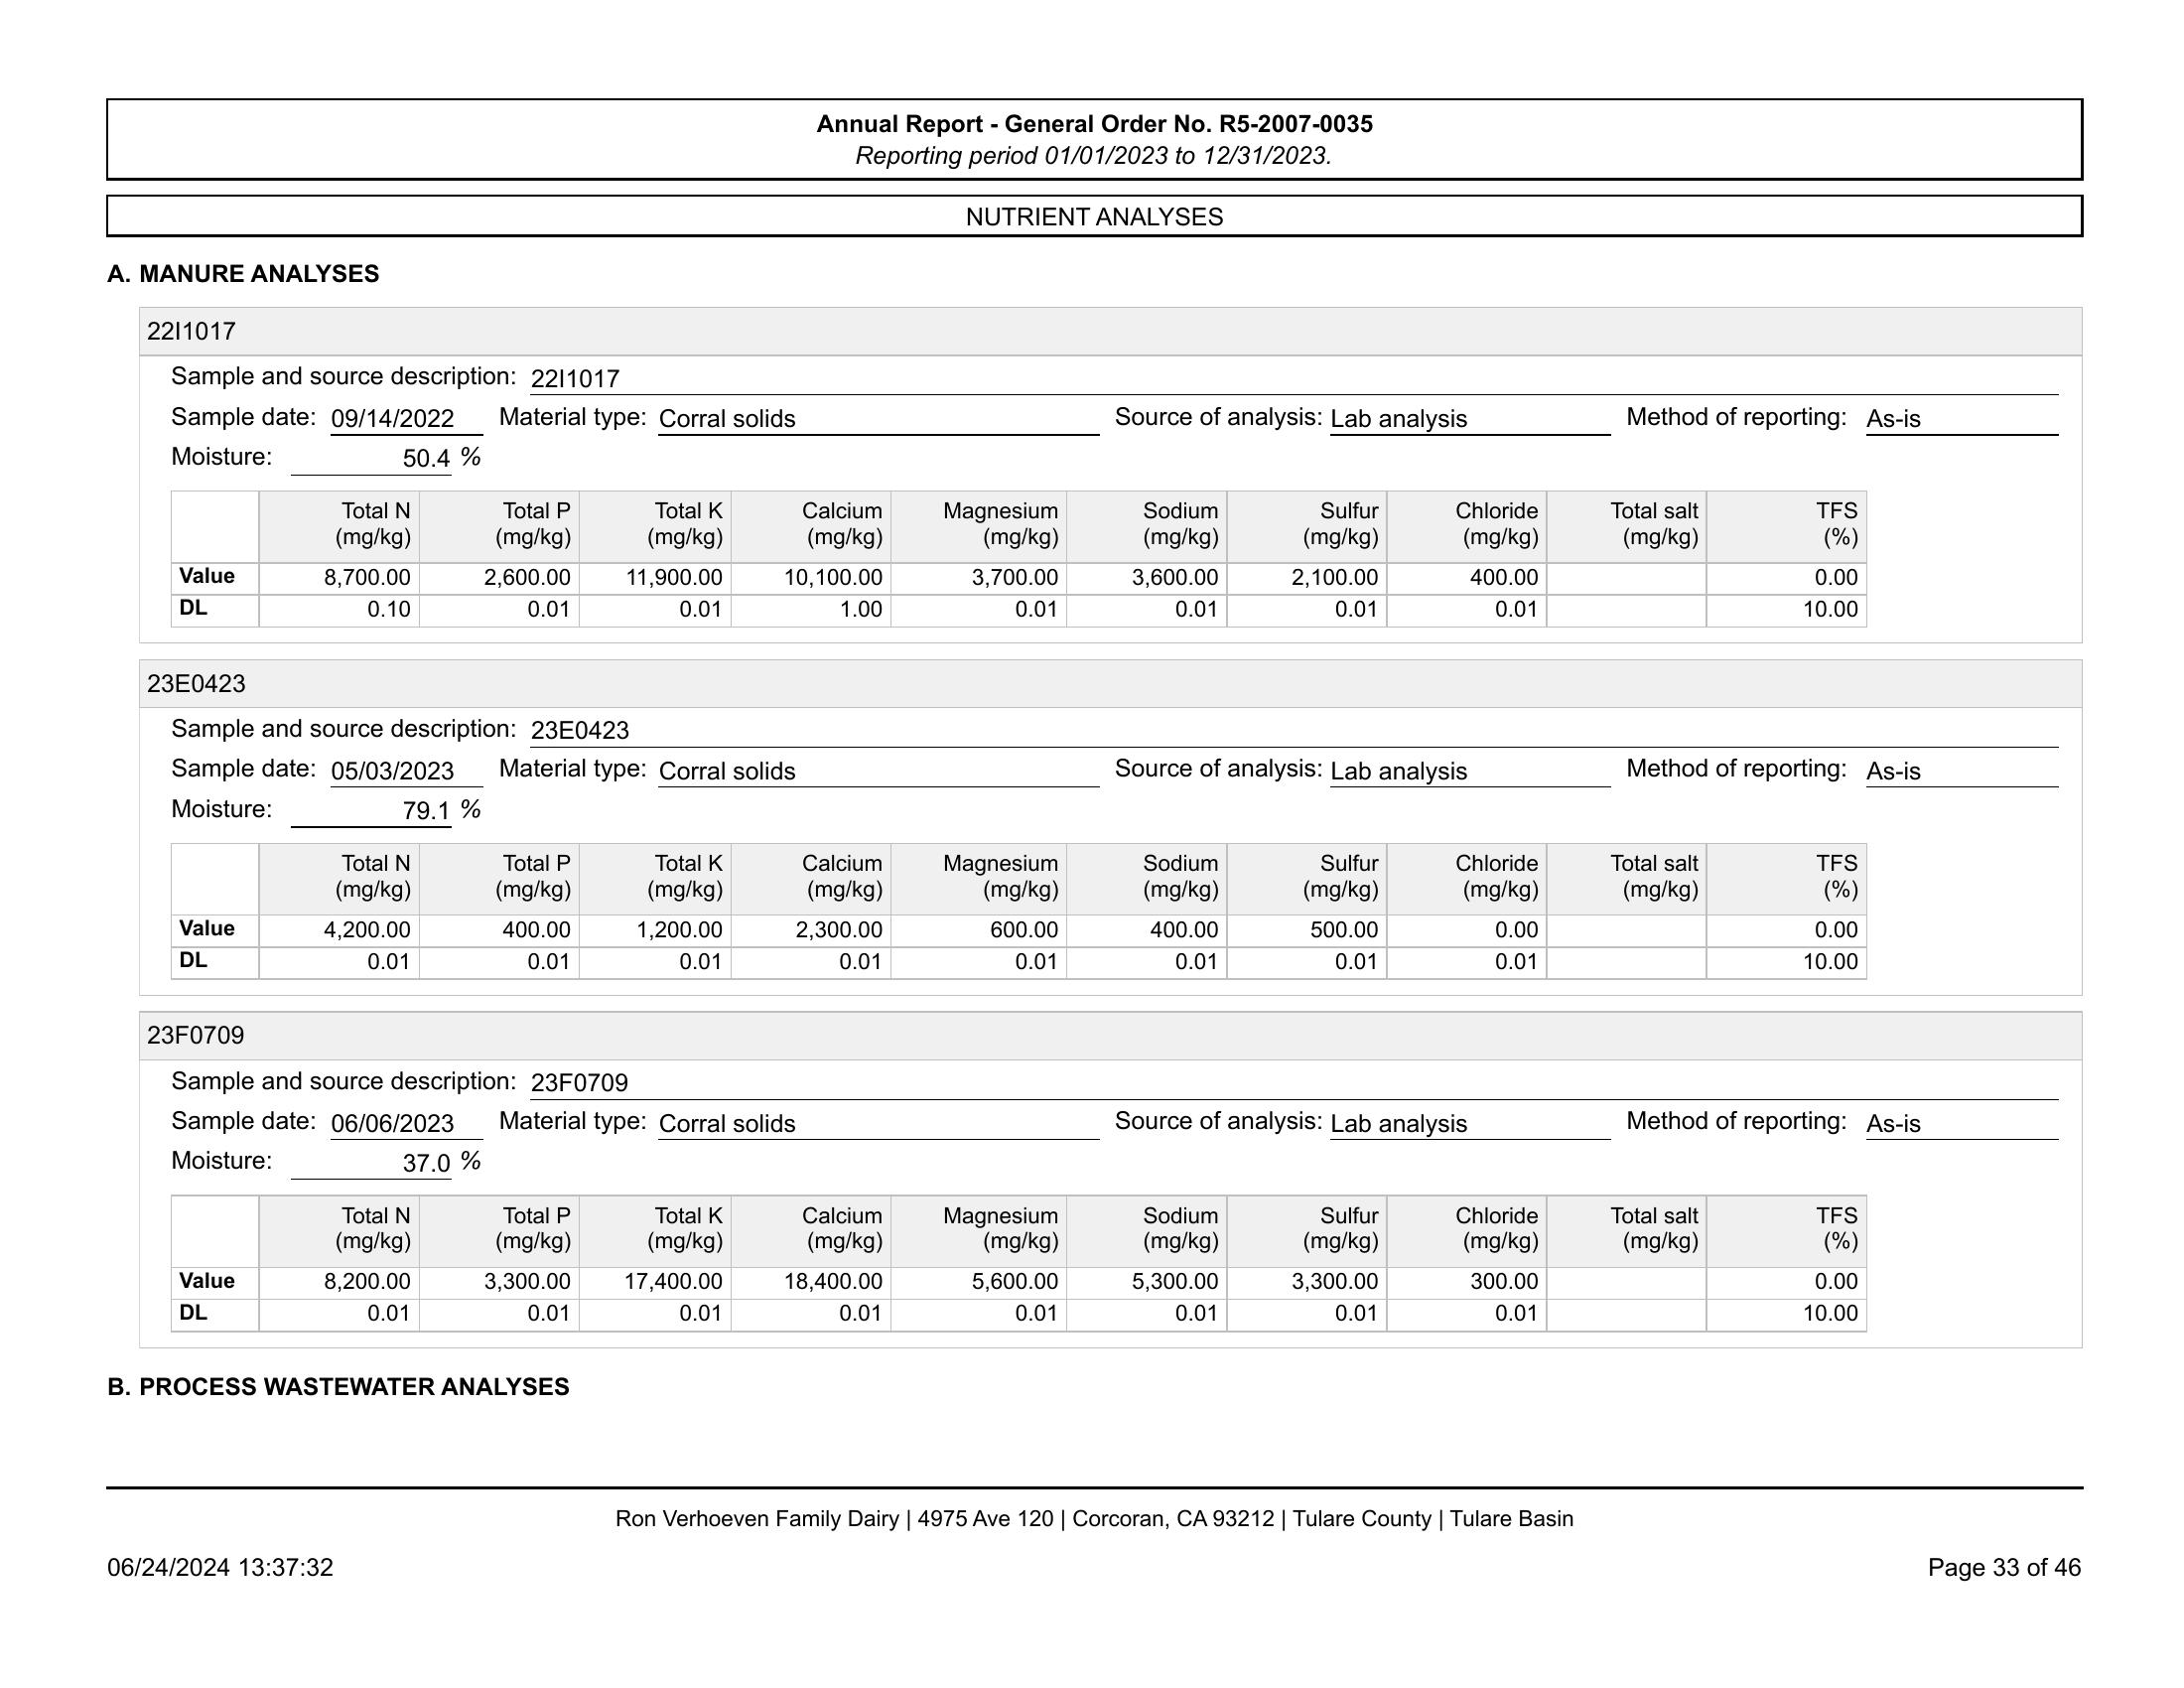 Annual Report - General Order No. R5-2007-0035
Reporting period 01/01/2023 to 12/31/2023.
NUTRIENT ANALYSES
A. MANURE ANALYSES
22I1017
Sample and source description: 22I1017
Sample date: 09/14/2022 Material type: Corral solids Source of analysis: Lab analysis Method of reporting: As-is
Moisture: 50.4 %
Total N Total P Total K Calcium Magnesium Sodium Sulfur Chloride Total salt TFS
(mg/kg) (mg/kg) (mg/kg) (mg/kg) (mg/kg) (mg/kg) (mg/kg) (mg/kg) (mg/kg) (%)
Value 8,700.00 2,600.00 11,900.00 10,100.00 3,700.00 3,600.00 2,100.00 400.00 0.00
DL 0.10 0.01 0.01 1.00 0.01 0.01 0.01 0.01 10.00
23E0423
Sample and source description: 23E0423
Sample date: 05/03/2023 Material type: Corral solids Source of analysis: Lab analysis Method of reporting: As-is
Moisture: 79.1 %
Total N Total P Total K Calcium Magnesium Sodium Sulfur Chloride Total salt TFS
(mg/kg) (mg/kg) (mg/kg) (mg/kg) (mg/kg) (mg/kg) (mg/kg) (mg/kg) (mg/kg) (%)
Value 4,200.00 400.00 1,200.00 2,300.00 600.00 400.00 500.00 0.00 0.00
DL 0.01 0.01 0.01 0.01 0.01 0.01 0.01 0.01 10.00
23F0709
Sample and source description: 23F0709
Sample date: 06/06/2023 Material type: Corral solids Source of analysis: Lab analysis Method of reporting: As-is
Moisture: 37.0 %
Total N Total P Total K Calcium Magnesium Sodium Sulfur Chloride Total salt TFS
(mg/kg) (mg/kg) (mg/kg) (mg/kg) (mg/kg) (mg/kg) (mg/kg) (mg/kg) (mg/kg) (%)
Value 8,200.00 3,300.00 17,400.00 18,400.00 5,600.00 5,300.00 3,300.00 300.00 0.00
DL 0.01 0.01 0.01 0.01 0.01 0.01 0.01 0.01 10.00
B. PROCESS WASTEWATER ANALYSES
Ron Verhoeven Family Dairy | 4975 Ave 120 | Corcoran, CA 93212 | Tulare County | Tulare Basin
06/24/2024 13:37:32 Page 33 of 46